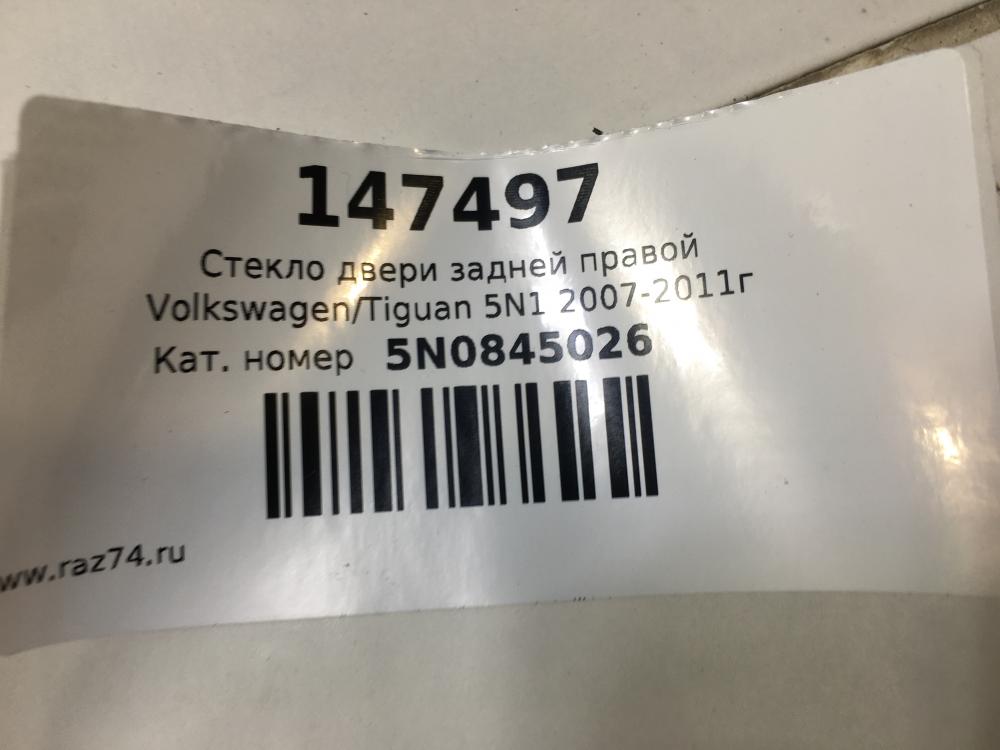 147497
Стекло двери задней правой
Volkswagen/Tiguan 5N1 2007-2011г
Кат. номер 5N0845026
www.raz74.ru